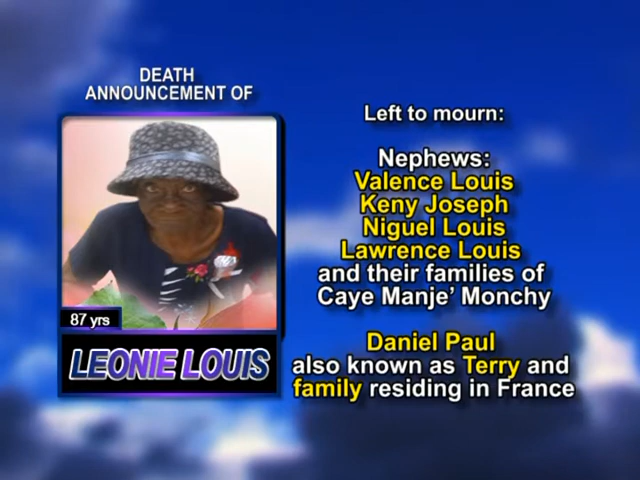 DEATH
ANNOUNCEMENT OF
87 yrs
LEONIE LOUIS
Left to mourn:
Nephews:
Valence Louis
Keny Joseph
Niguel Louis
Lawrence Louis
and their families of
Caye Manje’ Monchy
Daniel Paul
also known as Terry and
family residing in France